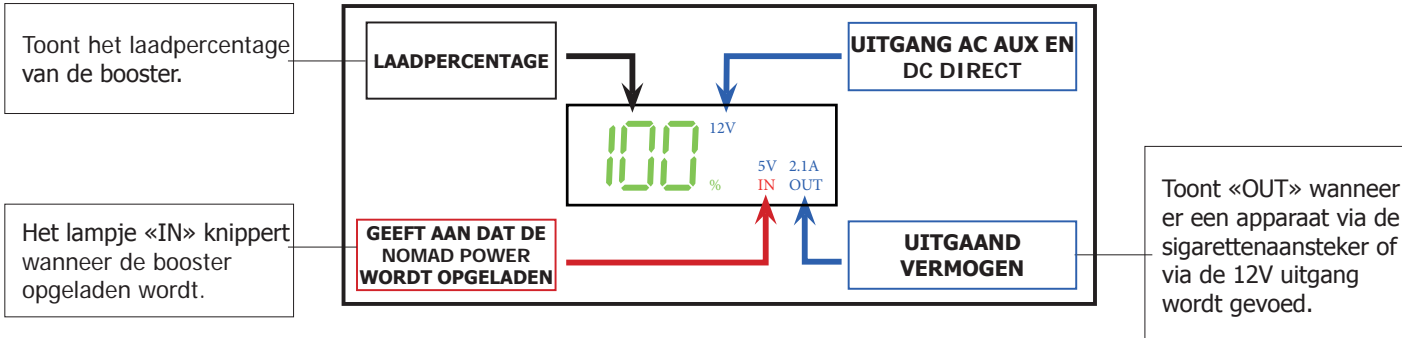 Toont het laadpercentage
van de booster.
LAADPERCENTAGE
UITGANG AC AUX EN
DC DIRECT
100 %
12V
5V 2.1A
IN OUT
Het lampje «IN» knippert
wanneer de booster
opgeladen wordt.
GEEFT AAN DAT DE
NOMAD POWER
WORDT OPGELADEN
UITGAAND
VERMOGEN
Toont «OUT» wanneer
er een apparaat via de
sigarettenaansteker of
via de 12V uitgang
wordt gevoed.